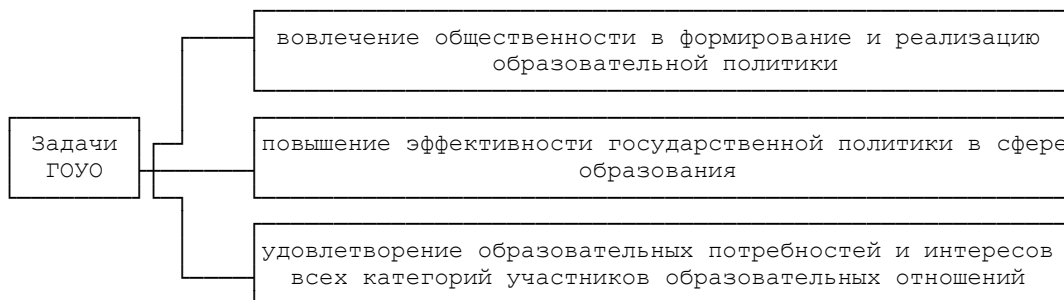 вовлечение общественности в формирование и реализацию
образовательной политики
Задачи
ГОУО
повышение эффективности государственной политики в сфере
образования
удовлетворение образовательных потребностей и интересов
всех категорий участников образовательных отношений